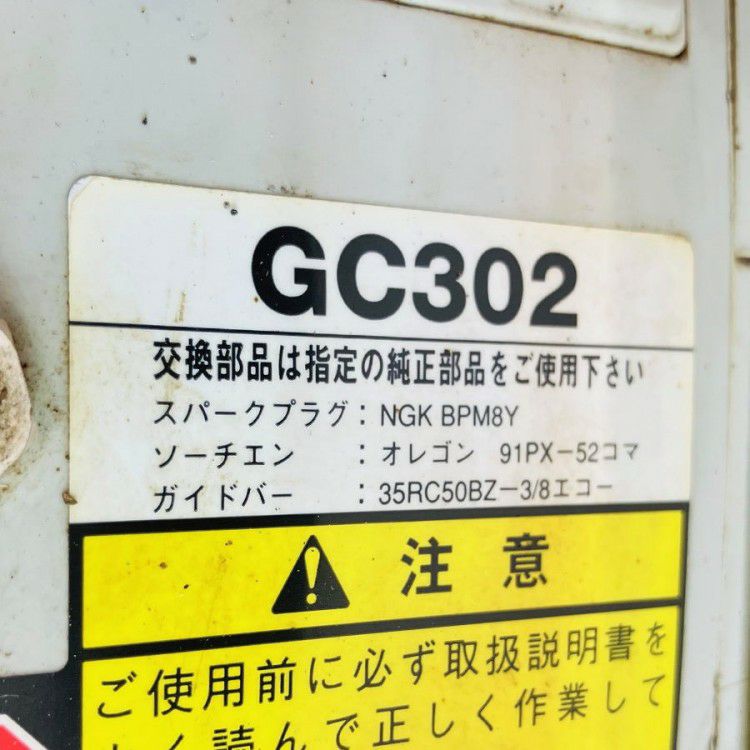 GC302
交換部品は指定の純正部品をご使用下さい
スパークプラグ：NGK BPM8Y
ソーチエン ：オレゴン 91PX-52コマ
ガイドバー ：35RC50BZ-3/8エコー
注意
ご使用前に必ず取扱説明書を
よく読んで正しく作業して